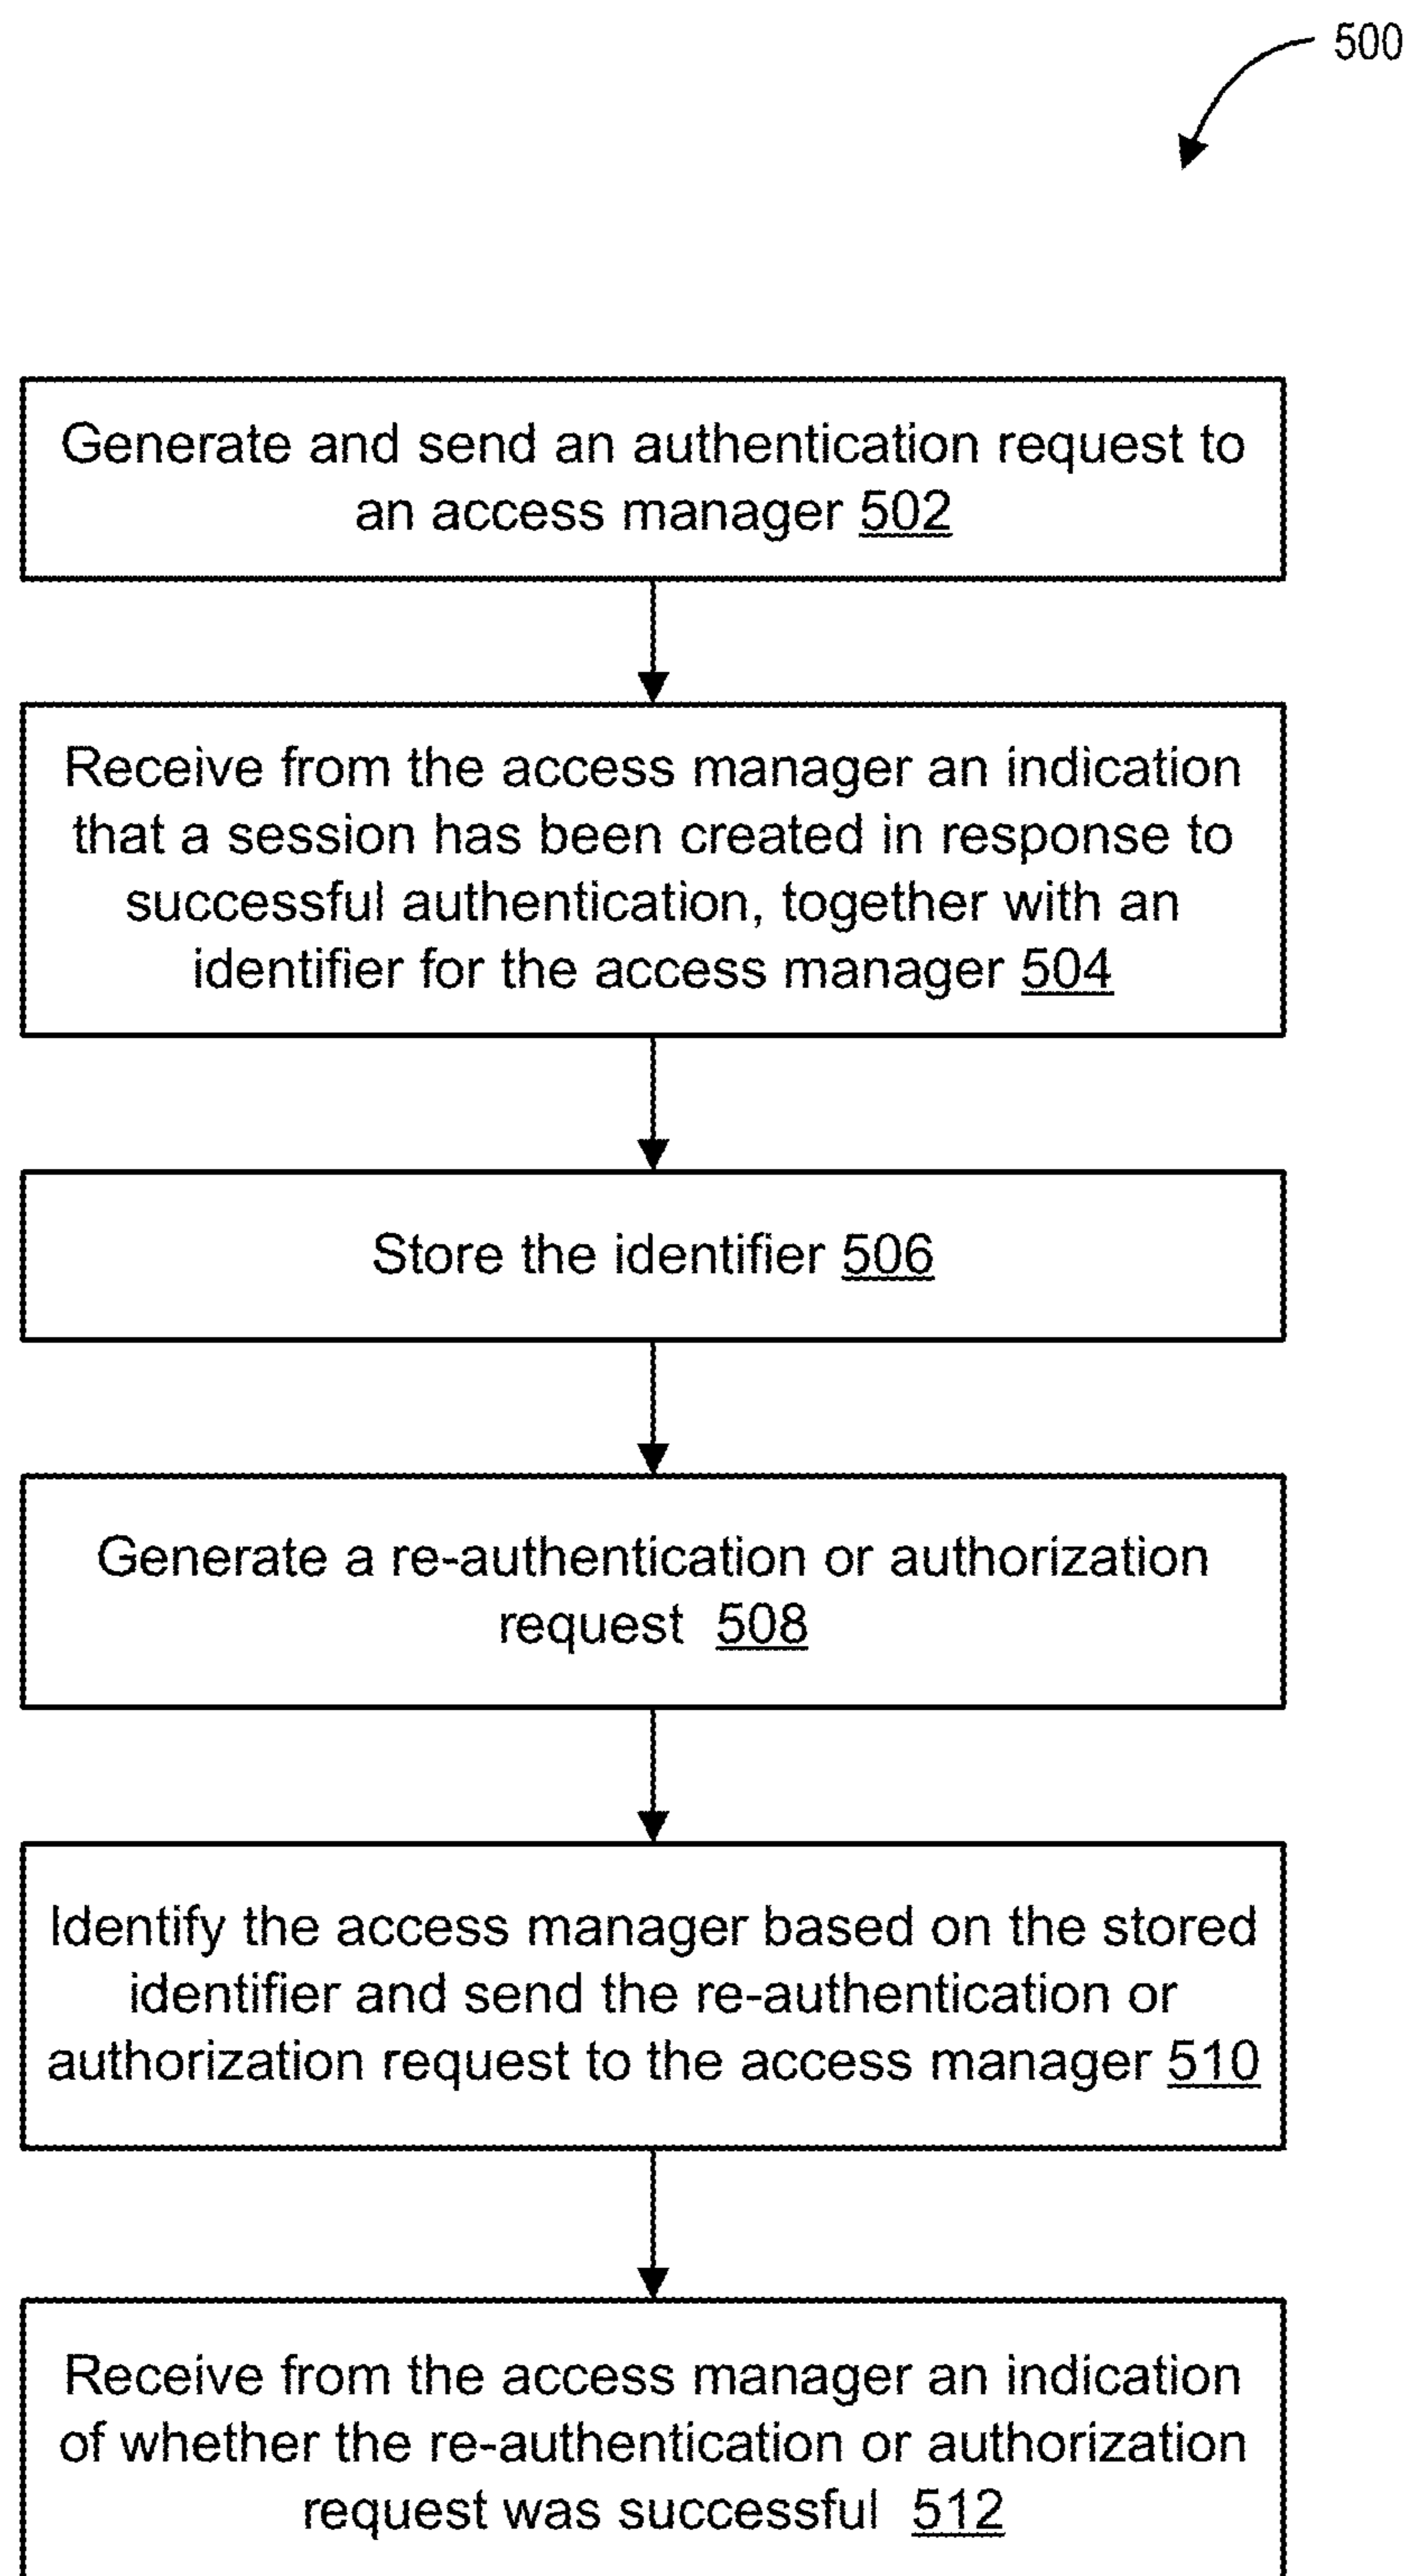 500
Generate and send an authentication request to
an access manager 502
Receive from the access manager an indication
that a session has been created in response to
successful authentication, together with an
identifier for the access manager 504
Store the identifier 506
Generate a re-authentication or authorization
request 508
Identify the access manager based on the stored
identifier and send the re-authentication or
authorization request to the access manager 510
Receive from the access manager an indication
of whether the re-authentication or authorization
request was successful 512